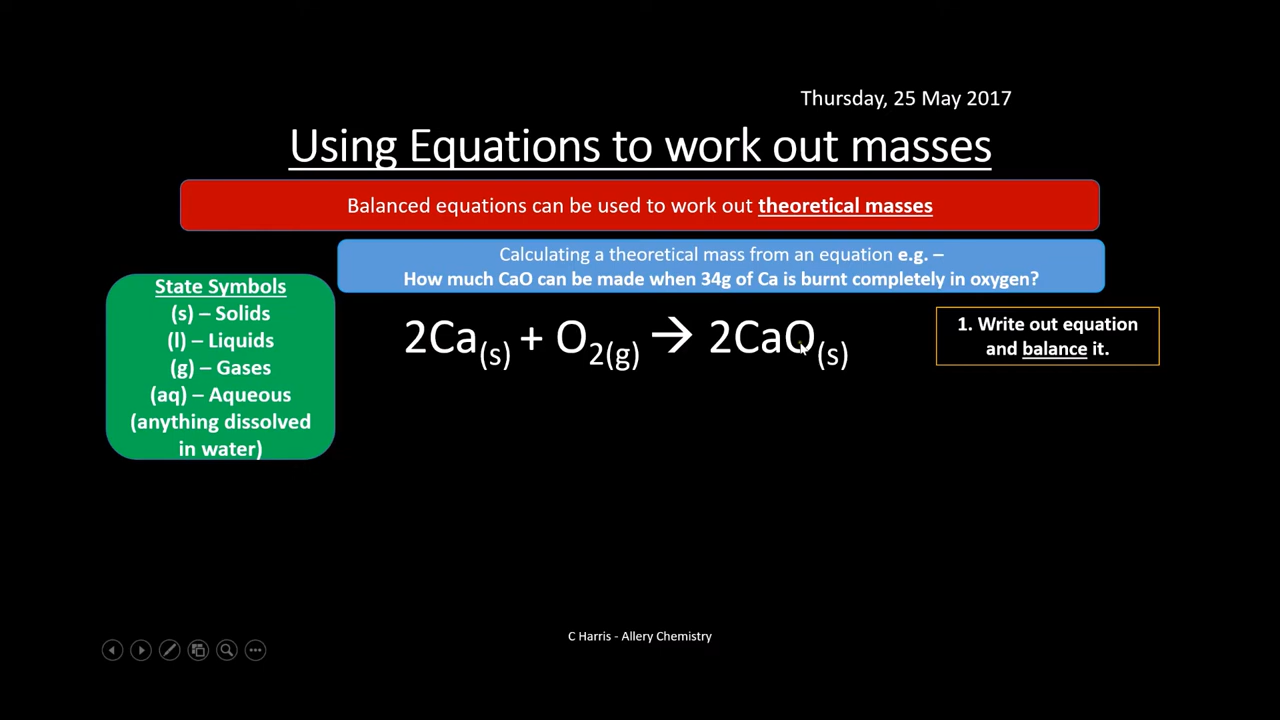 Thursday, 25 May 2017
Using Equations to work out masses
Balanced equations can be used to work out theoretical masses
Calculating a theoretical mass from an equation e.g. –
How much CaO can be made when 34g of Ca is burnt completely in oxygen?
State Symbols
(s) – Solids
(l) – Liquids
(g) – Gases
(aq) – Aqueous
(anything dissolved
in water)
2Ca(s) + O2(g) → 2CaO(s)
1. Write out equation
and balance it.
C Harris - Allery Chemistry